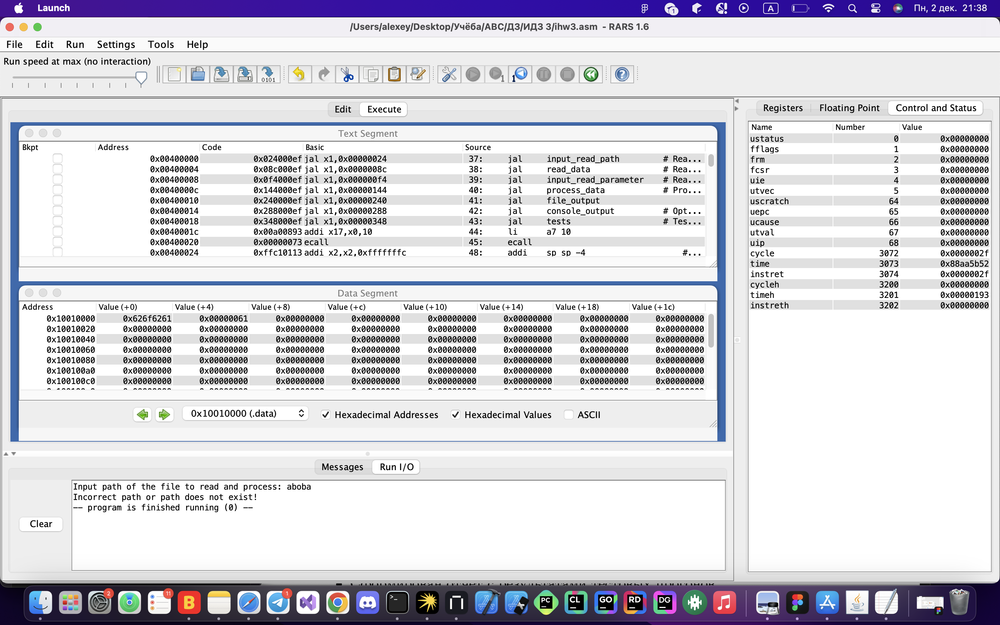 Launch
1
A
Пн, 2 дек. 21:38
/Users/alexey/Desktop/Учёба/АВС/ДЗ/ИДЗ 3/ihw3.asm - RARS 1.6
File Edit Run Settings Tools Help
Run speed at max (no interaction)
0101
1
1
?
Edit Execute
Registers Floating Point Control and Status
Text Segment
Bkpt Address Code Basic Source
0x00400000 0x024000ef jal x1,0x00000024 37: jal input_read_path # Rea...
0x00400004 0x08c000ef jal x1,0x0000008c 38: jal read_data # Rea...
0x00400008 0x0f4000ef jal x1,0x000000f4 39: jal input_read_parameter # Rea...
0x0040000c 0x144000ef jal x1,0x00000144 40: jal process_data # Pro...
0x00400010 0x240000ef jal x1,0x00000240 41: jal file_output
0x00400014 0x288000ef jal x1,0x00000288 42: jal console_output # Opt...
0x00400018 0x348000ef jal x1,0x00000348 43: jal tests # Tes...
0x0040001c 0x00a00893 addi x17,x0,10 44: li a7 10
0x00400020 0x00000073 ecall 45: ecall
0x00400024 0xffc10113 addi x2,x2,0xfffffffc 48: addi sp sp -4 #...
Data Segment
Address Value (+0) Value (+4) Value (+8) Value (+c) Value (+10) Value (+14) Value (+18) Value (+1c)
0x10010000 0x626f6261 0x00000061 0x00000000 0x00000000 0x00000000 0x00000000 0x00000000 0x00000000
0x10010020 0x00000000 0x00000000 0x00000000 0x00000000 0x00000000 0x00000000 0x00000000 0x00000000
0x10010040 0x00000000 0x00000000 0x00000000 0x00000000 0x00000000 0x00000000 0x00000000 0x00000000
0x10010060 0x00000000 0x00000000 0x00000000 0x00000000 0x00000000 0x00000000 0x00000000 0x00000000
0x10010080 0x00000000 0x00000000 0x00000000 0x00000000 0x00000000 0x00000000 0x00000000 0x00000000
0x100100a0 0x00000000 0x00000000 0x00000000 0x00000000 0x00000000 0x00000000 0x00000000 0x00000000
0x100100c0 0x00000000 0x00000000 0x00000000 0x00000000 0x00000000 0x00000000 0x00000000 0x00000000
0x10010000 (.data) Hexadecimal Addresses Hexadecimal Values ASCII
Name Number Value
ustatus 0 0x00000000
fflags 1 0x00000000
frm 2 0x00000000
fcsr 3 0x00000000
uie 4 0x00000000
utvec 5 0x00000000
uscratch 64 0x00000000
uepc 65 0x00000000
ucause 66 0x00000000
utval 67 0x00000000
uip 68 0x00000000
cycle 3072 0x0000002f
time 3073 0x88aa5b52
instret 3074 0x0000002f
cycleh 3200 0x00000000
timeh 3201 0x00000193
instreth 3202 0x00000000
Messages Run I/O
Input path of the file to read and process: aboba
Incorrect path or path does not exist!
-- program is finished running (0) --
Clear
2 11 B 1 >_ PC CL GO RD DG